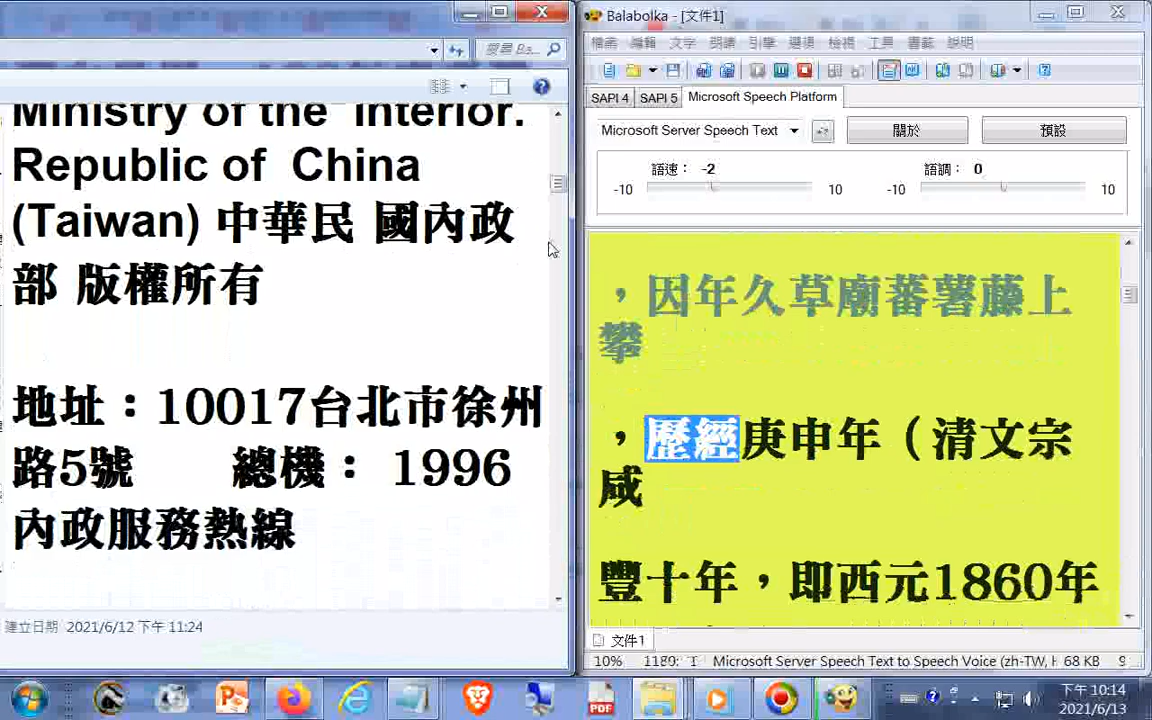 搜尋 Ba...
Ministry of the Interior.
Republic of China
(Taiwan) 中華民 國內政
部 版權所有
地址：10017台北市徐州
路5號 總機： 1996
內政服務熱線
建立日期 2021/6/12 下午 11:24
Balabolka - [文件1]
檔案 編輯 文字 朗讀 引擎 選項 檢視 工具 書籤 說明
SAPI 4 SAPI 5 Microsoft Speech Platform
Microsoft Server Speech Text 關於 預設
語速： -2 語調： 0
-10 10 -10 10
，因年久草廟蕃薯藤上
攀
，歷經庚申年（清文宗
咸
豐十年，即西元1860年
文件1
10% Microsoft Server Speech Text to Speech Voice (zh-TW, H 68 KB 9
PDF
下午 10:14
2021/6/13